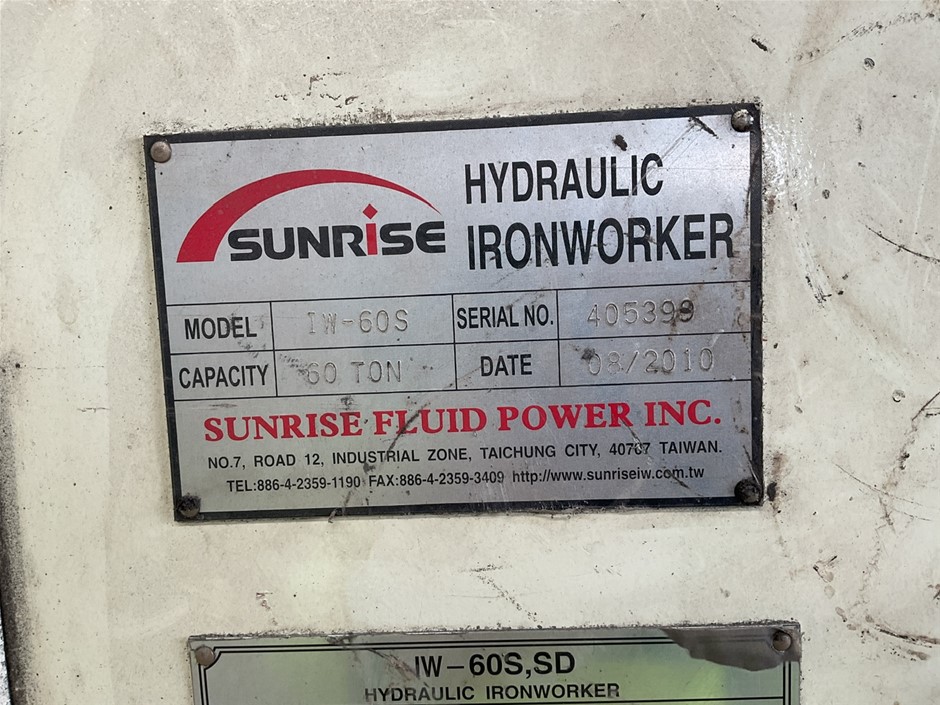 SUNRISE
HYDRAULIC
IRONWORKER
MODEL IW-60S SERIAL NO. 405399
CAPACITY 60 TON DATE 08/2010
SUNRISE FLUID POWER INC.
NO.7, ROAD 12, INDUSTRIAL ZONE, TAICHUNG CITY, 40767 TAIWAN.
TEL:886-4-2359-1190 FAX:886-4-2359-3409 http://www.sunriseiw.com.tw
IW-60S,SD
HYDRAULIC IRONWORKER